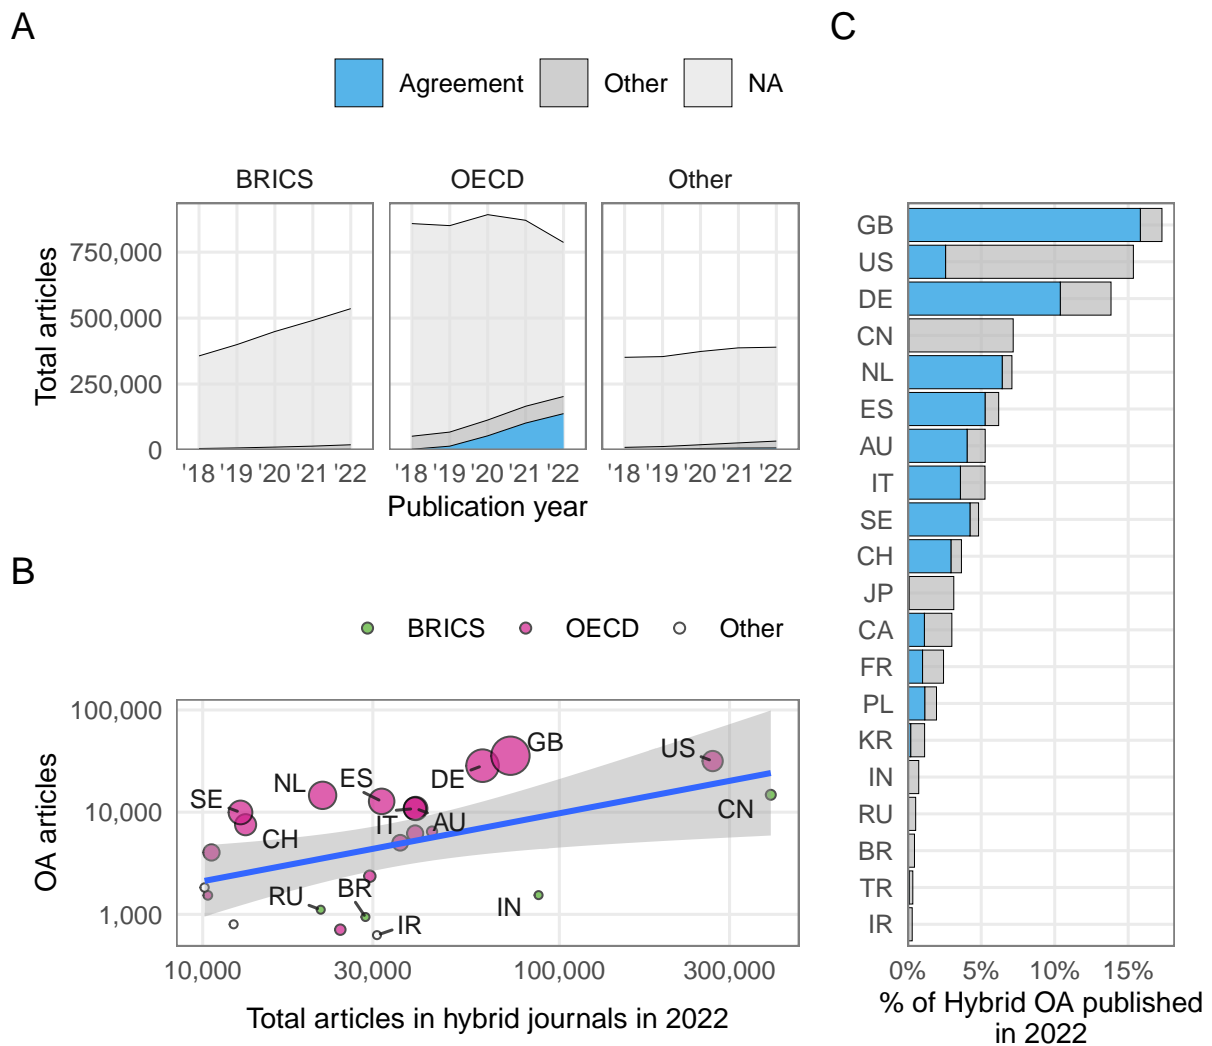 A
C
Agreement
Other
NA
BRICS
OECD
Other
750,000
500,000
250,000
0
Total articles
'18 '19 '20 '21 '22
'18 '19 '20 '21 '22
'18 '19 '20 '21 '22
Publication year
B
BRICS
OECD
Other
100,000
10,000
1,000
OA articles
GB
US
DE
NL
ES
SE
IT
AU
CN
CH
RU
BR
IN
IR
10,000
30,000
100,000
300,000
Total articles in hybrid journals in 2022
GB
US
DE
CN
NL
ES
AU
IT
SE
CH
JP
CA
FR
PL
KR
IN
RU
BR
TR
IR
0%
5%
10%
15%
% of Hybrid OA published
in 2022